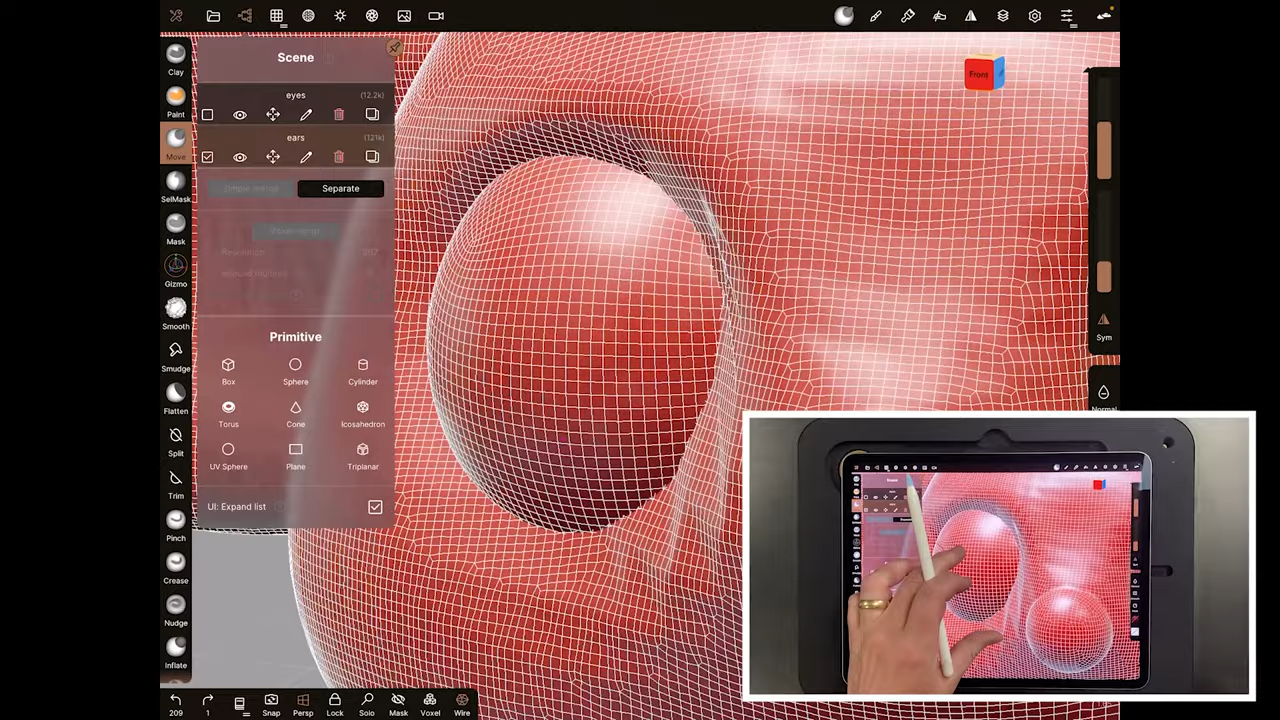 Scene
Front
eyes
(12.2k)
ears
(121k)
Separate
Primitive
Box
Sphere
Cylinder
Torus
Cone
Icosahedron
UV Sphere
Plane
Triplanar
UI: Expand list
Clay
Paint
Move
SelMask
Mask
Gizmo
Smooth
Smudge
Flatten
Split
Trim
Pinch
Crease
Nudge
Inflate
Sym
Normal
209
1
Snap
Persp
Lock
Solo
Mask
Voxel
Wire